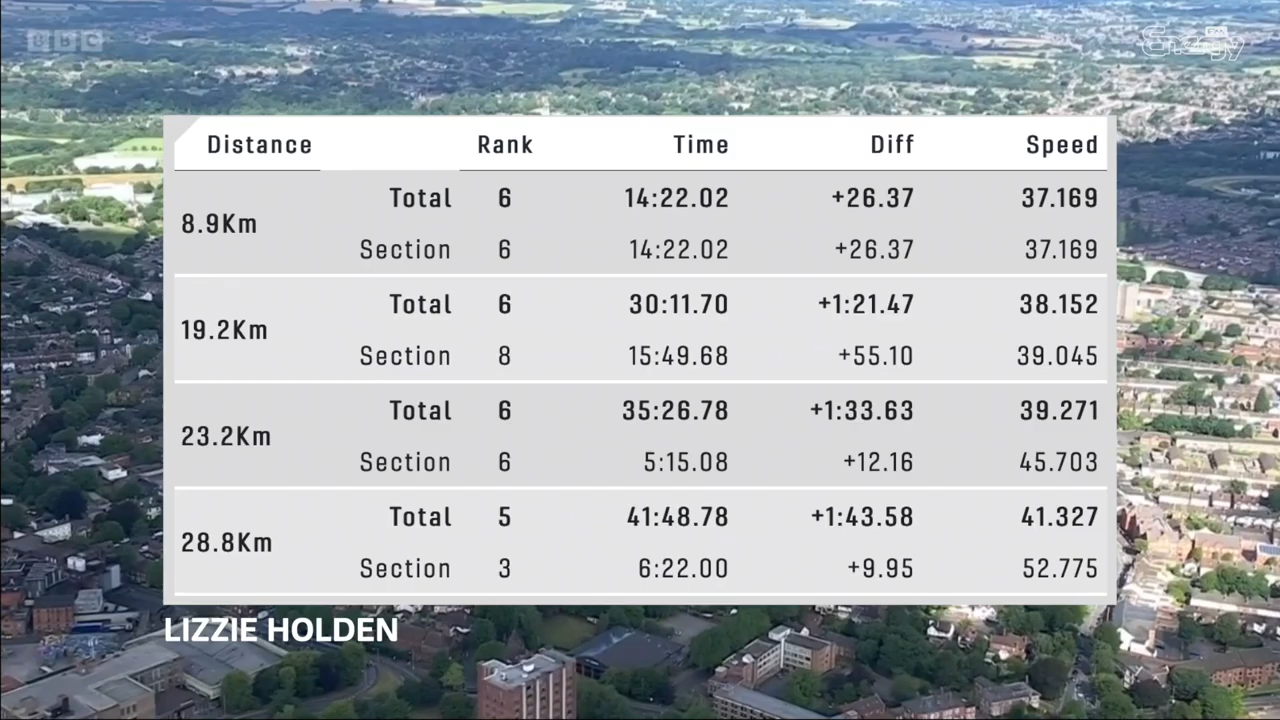 BBC
Energy
Distance Rank Time Diff Speed
8.9Km
Total 6 14:22.02 +26.37 37.169
Section 6 14:22.02 +26.37 37.169
19.2Km
Total 6 30:11.70 +1:21.47 38.152
Section 8 15:49.68 +55.10 39.045
23.2Km
Total 6 35:26.78 +1:33.63 39.271
Section 6 5:15.08 +12.16 45.703
28.8Km
Total 5 41:48.78 +1:43.58 41.327
Section 3 6:22.00 +9.95 52.775
LIZZIE HOLDEN